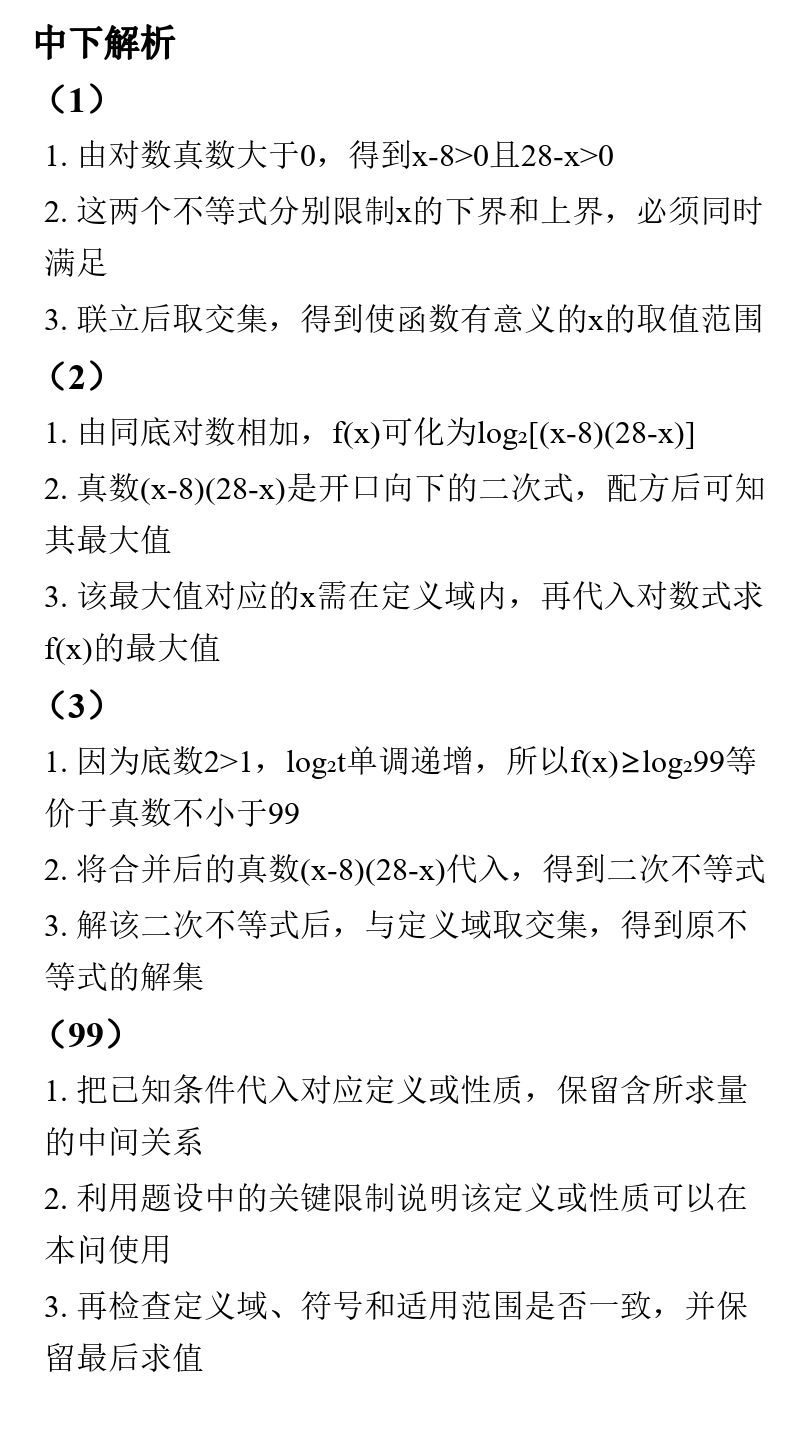 中下解析
（1）
1. 由对数真数大于0，得到x-8>0且28-x>0
2. 这两个不等式分别限制x的下界和上界，必须同时
满足
3. 联立后取交集，得到使函数有意义的x的取值范围
（2）
1. 由同底对数相加，f(x)可化为log₂[(x-8)(28-x)]
2. 真数(x-8)(28-x)是开口向下的二次式，配方后可知
其最大值
3. 该最大值对应的x需在定义域内，再代入对数式求
f(x)的最大值
（3）
1. 因为底数2>1，log₂t单调递增，所以f(x)≥log₂99等
价于真数不小于99
2. 将合并后的真数(x-8)(28-x)代入，得到二次不等式
3. 解该二次不等式后，与定义域取交集，得到原不
等式的解集
（99）
1. 把已知条件代入对应定义或性质，保留含所求量
的中间关系
2. 利用题设中的关键限制说明该定义或性质可以在
本问使用
3. 再检查定义域、符号和适用范围是否一致，并保
留最后求值